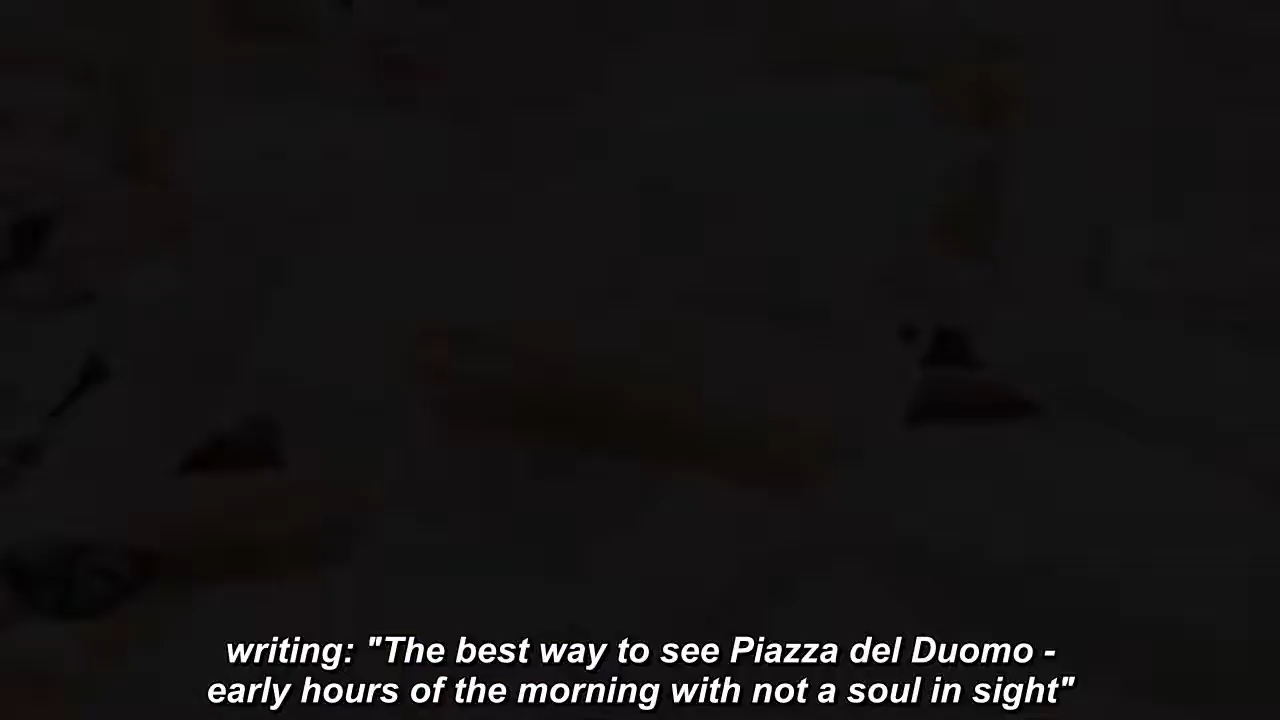 writing: "The best way to see Piazza del Duomo -
early hours of the morning with not a soul in sight"